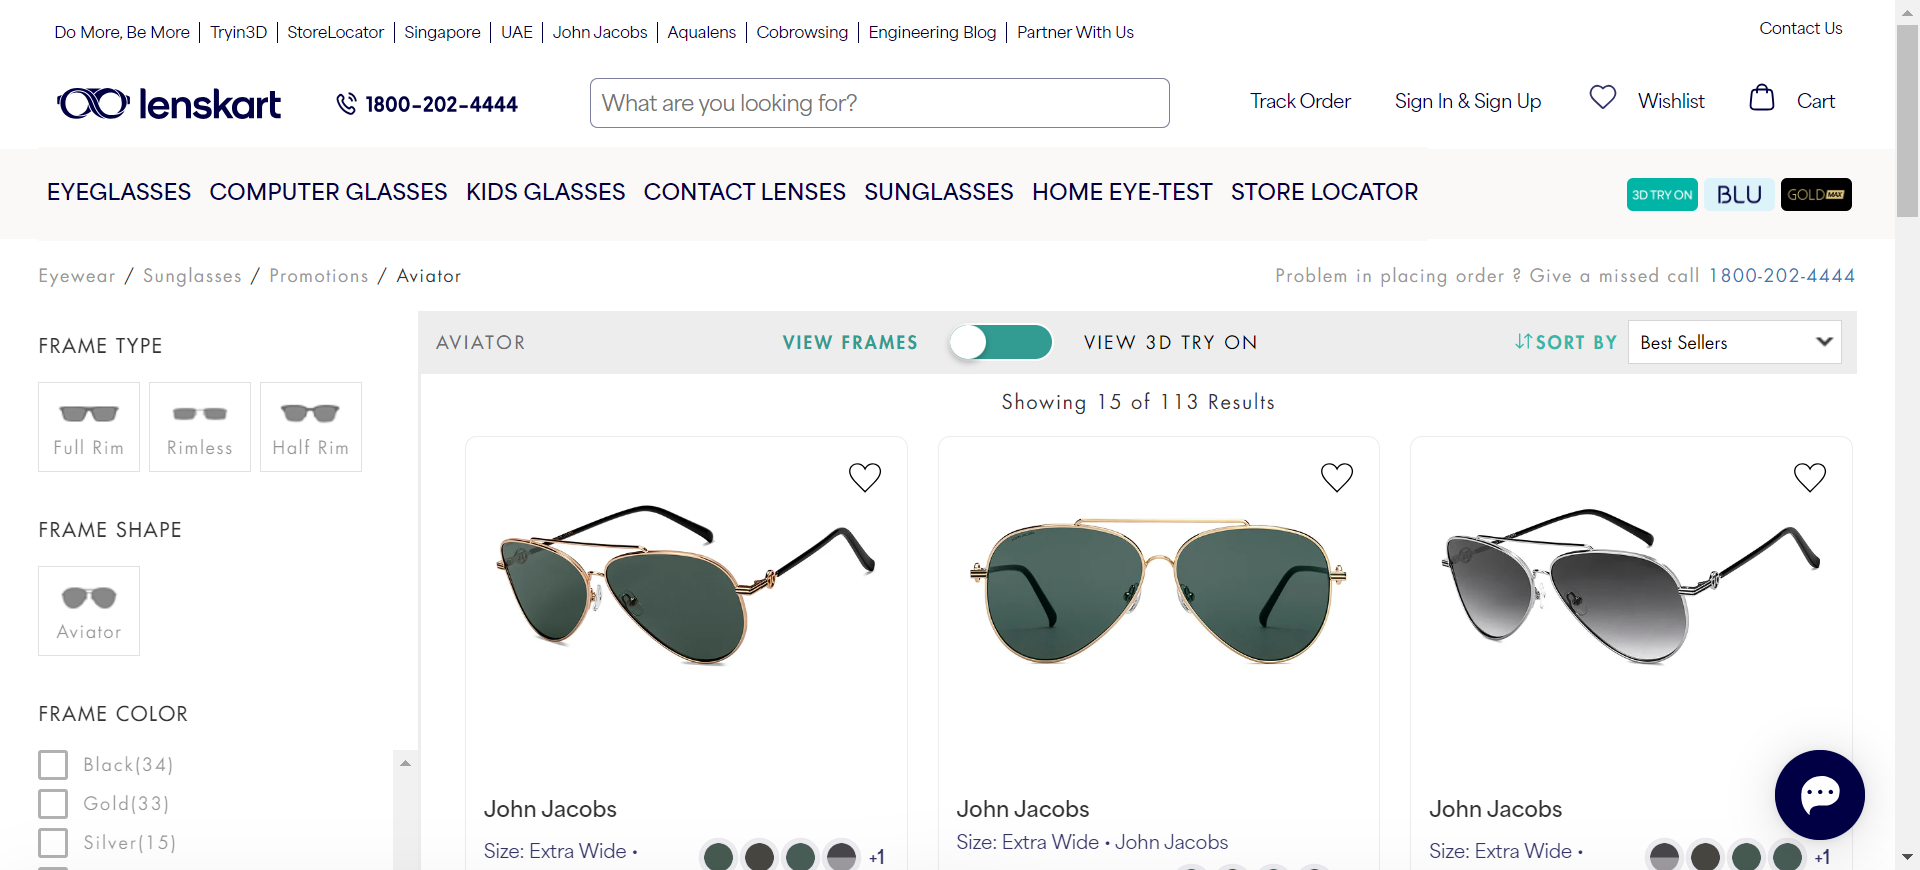 Do More, Be More | Tryin3D | StoreLocator | Singapore | UAE | John Jacobs | Aqualens | Cobrowsing | Engineering Blog | Partner With Us
Contact Us
lenskart
1800-202-4444
What are you looking for?
Track Order
Sign In & Sign Up
Wishlist
Cart
EYEGLASSES COMPUTER GLASSES KIDS GLASSES CONTACT LENSES SUNGLASSES HOME EYE-TEST STORE LOCATOR
3D TRY ON
BLU
GOLD MAX
Eyewear / Sunglasses / Promotions / Aviator
Problem in placing order ? Give a missed call 1800-202-4444
FRAME TYPE
Full Rim
Rimless
Half Rim
FRAME SHAPE
Aviator
FRAME COLOR
Black(34)
Gold(33)
Silver(15)
AVIATOR
VIEW FRAMES
VIEW 3D TRY ON
SORT BY
Best Sellers
Showing 15 of 113 Results
John Jacobs
Size: Extra Wide •
+1
John Jacobs
Size: Extra Wide • John Jacobs
John Jacobs
Size: Extra Wide •
+1